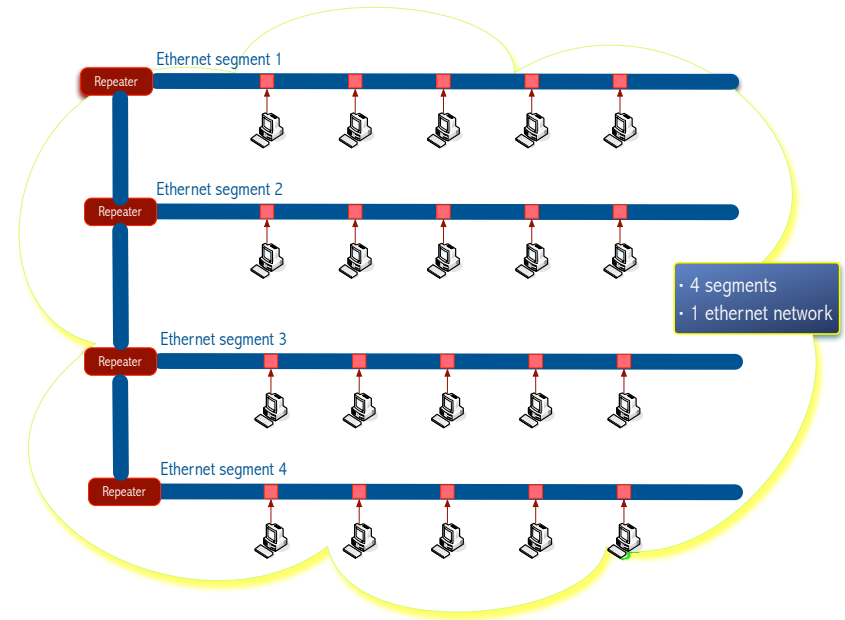 Ethernet segment 1
Repeater
Ethernet segment 2
Repeater
· 4 segments
· 1 ethernet network
Ethernet segment 3
Repeater
Ethernet segment 4
Repeater